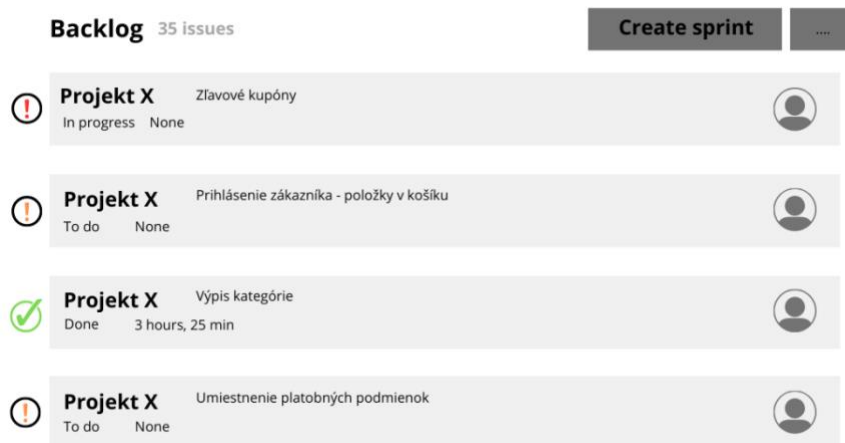 Backlog 35 issues Create sprint ....
Projekt X Zľavové kupóny
In progress None
Projekt X Prihlásenie zákazníka - položky v košíku
To do None
Projekt X Výpis kategórie
Done 3 hours, 25 min
Projekt X Umiestnenie platobných podmienok
To do None